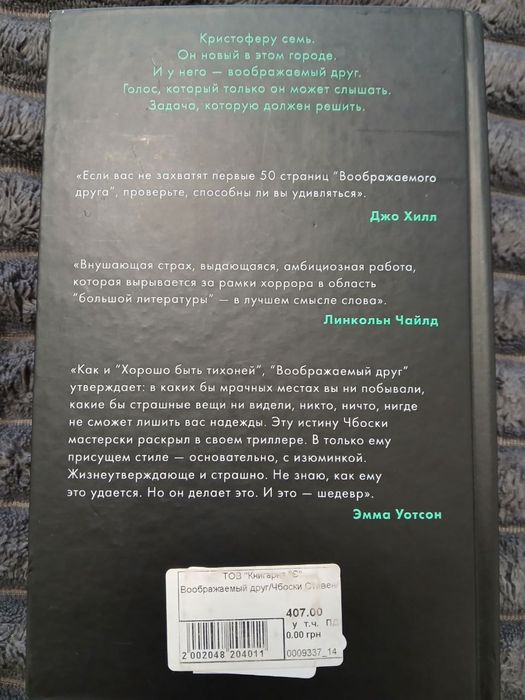 Кристоферу семь.
Он новый в этом городе.
И у него — воображаемый друг.
Голос, который только он может слышать.
Задача, которую должен решить.
«Если вас не захватят первые 50 страниц "Воображаемого
друга", проверьте, способны ли вы удивляться».
Джо Хилл
«Внушающая страх, выдающаяся, амбициозная работа,
которая вырывается за рамки хоррора в область
"большой литературы" — в лучшем смысле слова».
Линкольн Чайлд
«Как и "Хорошо быть тихоней", "Воображаемый друг"
утверждает: в каких бы мрачных местах вы ни побывали,
какие бы страшные вещи ни видели, никто, ничто, нигде
не сможет лишить вас надежды. Эту истину Чбоски
мастерски раскрыл в своем триллере. В только ему
присущем стиле — основательно, с изюминкой.
Жизнеутверждающе и страшно. Не знаю, как ему
это удается. Но он делает это. И это — шедевр».
Эмма Уотсон
ТОВ "Книгарня "Є"
Воображаемый друг/Чбоски Стивен/
407.00
у т.ч. ПД
0.00 грн
2 002048 204011
0009337_14